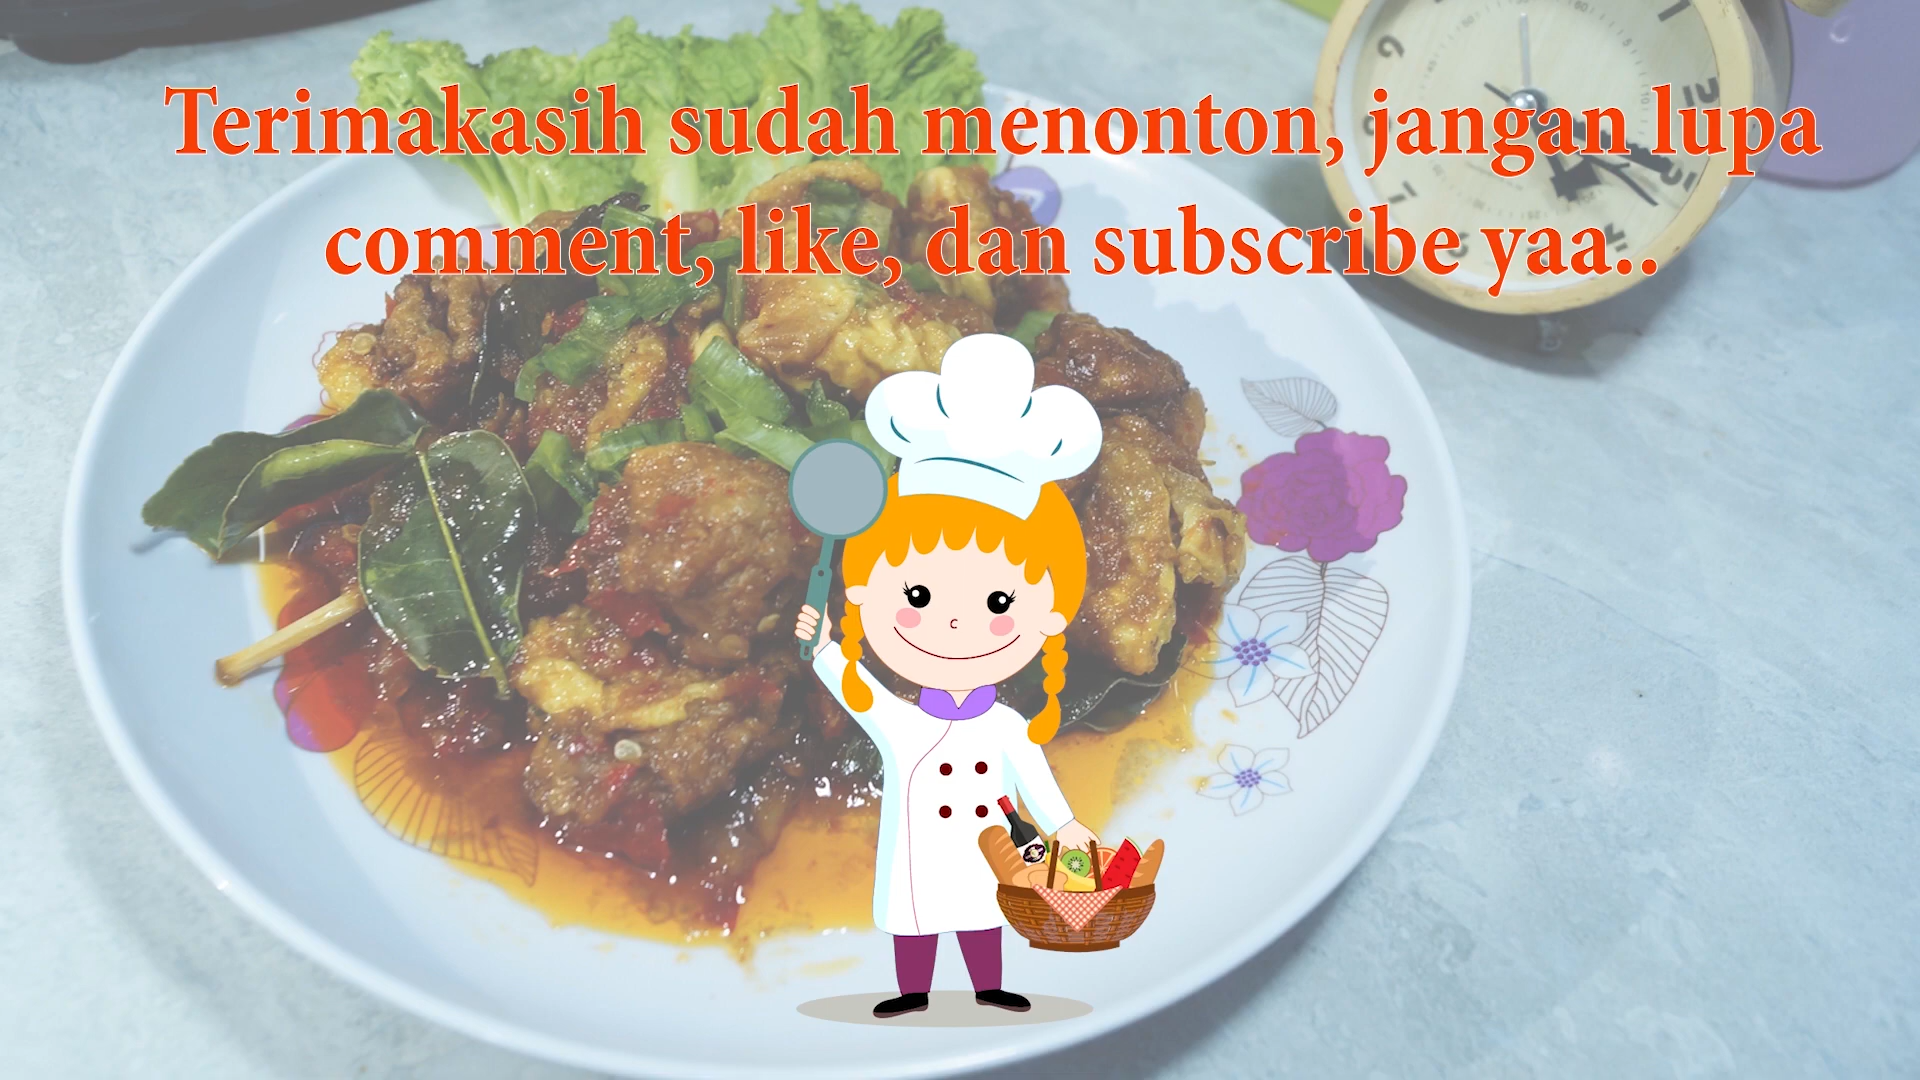 Terimakasih sudah menonton, jangan lupa
comment, like, dan subscribe yaa..